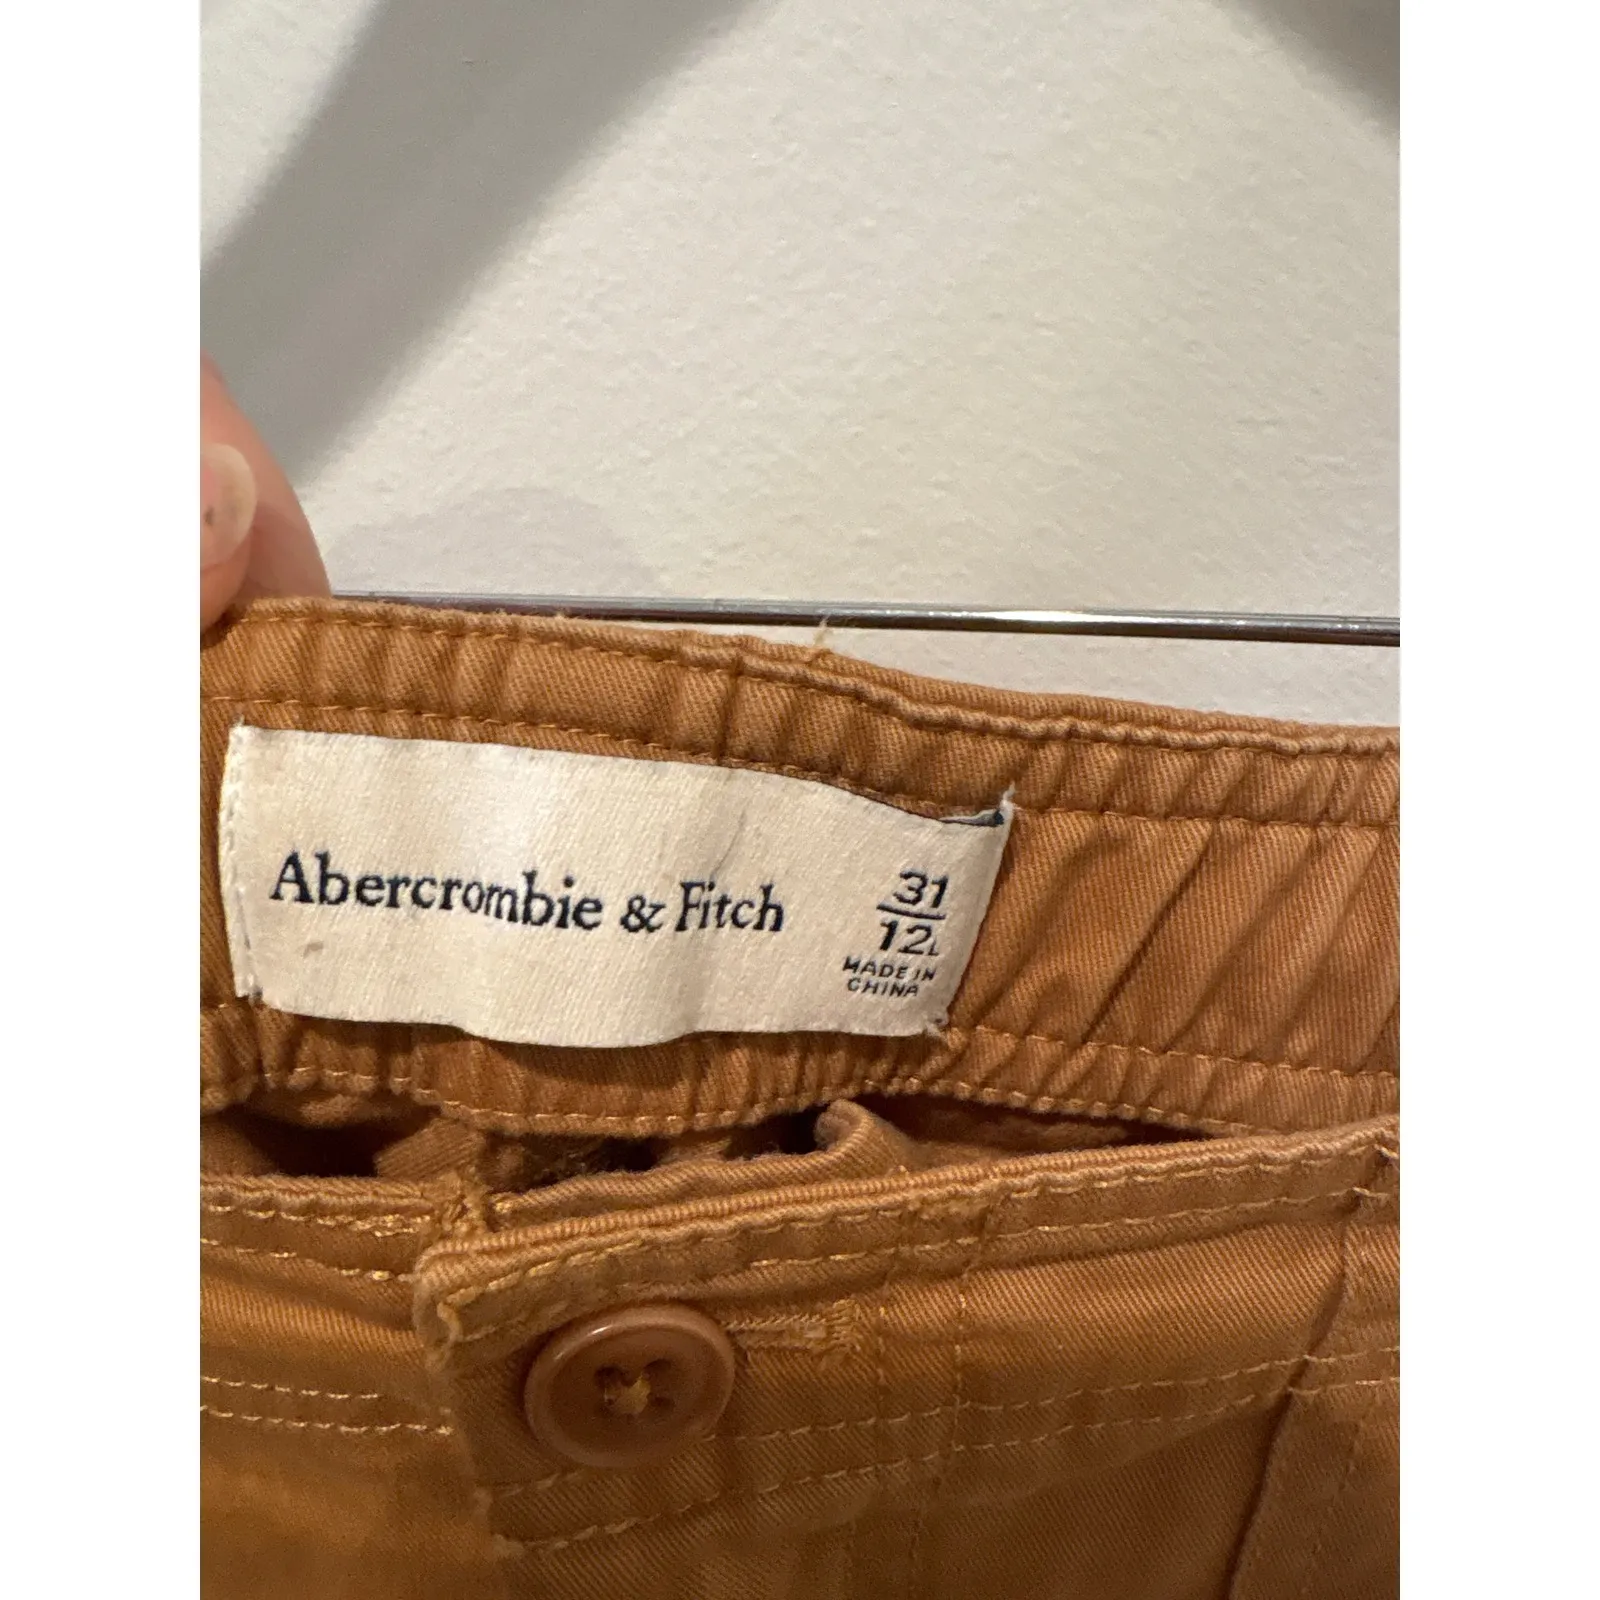 Abercrombie & Fitch
31
12L
MADE IN
CHINA